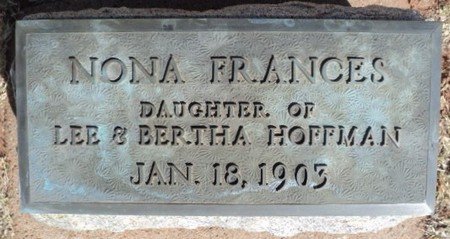 NONA FRANCES
DAUGHTER OF
LEE & BERTHA HOFFMAN
JAN. 18, 1903